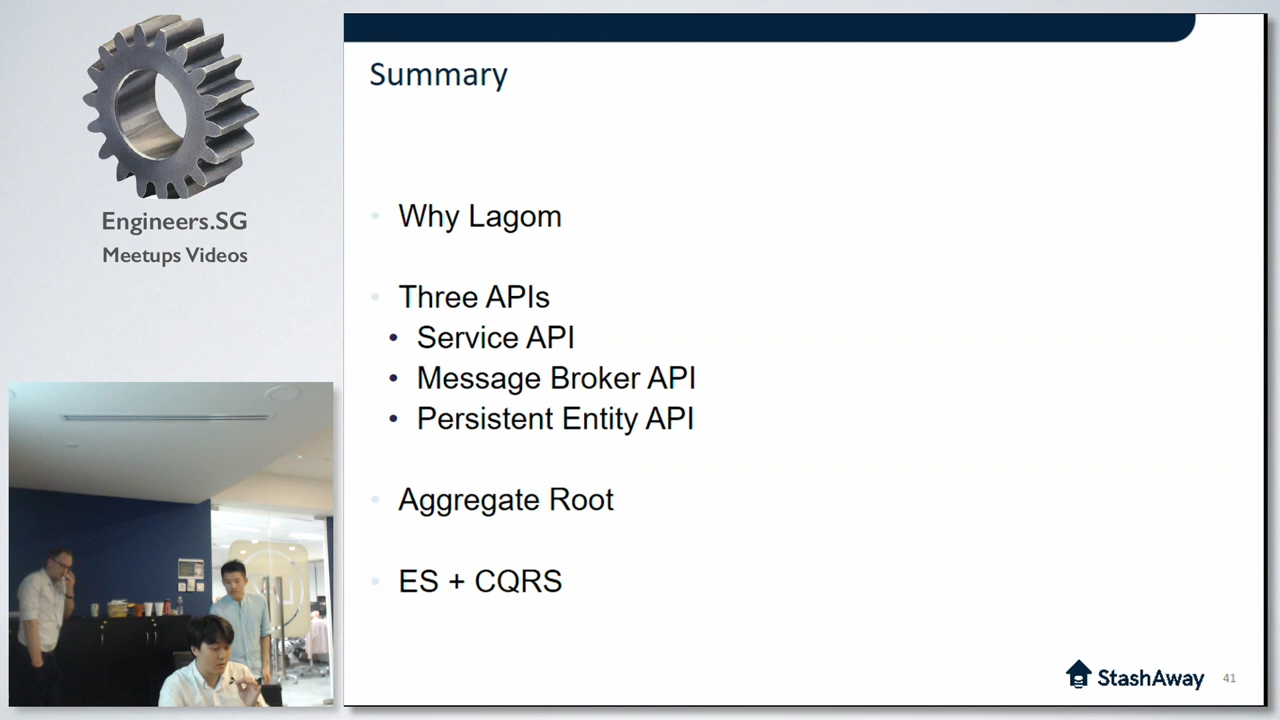 Engineers.SG
Meetups Videos
Summary
Why Lagom
Three APIs
Service API
Message Broker API
Persistent Entity API
Aggregate Root
ES + CQRS
StashAway
41